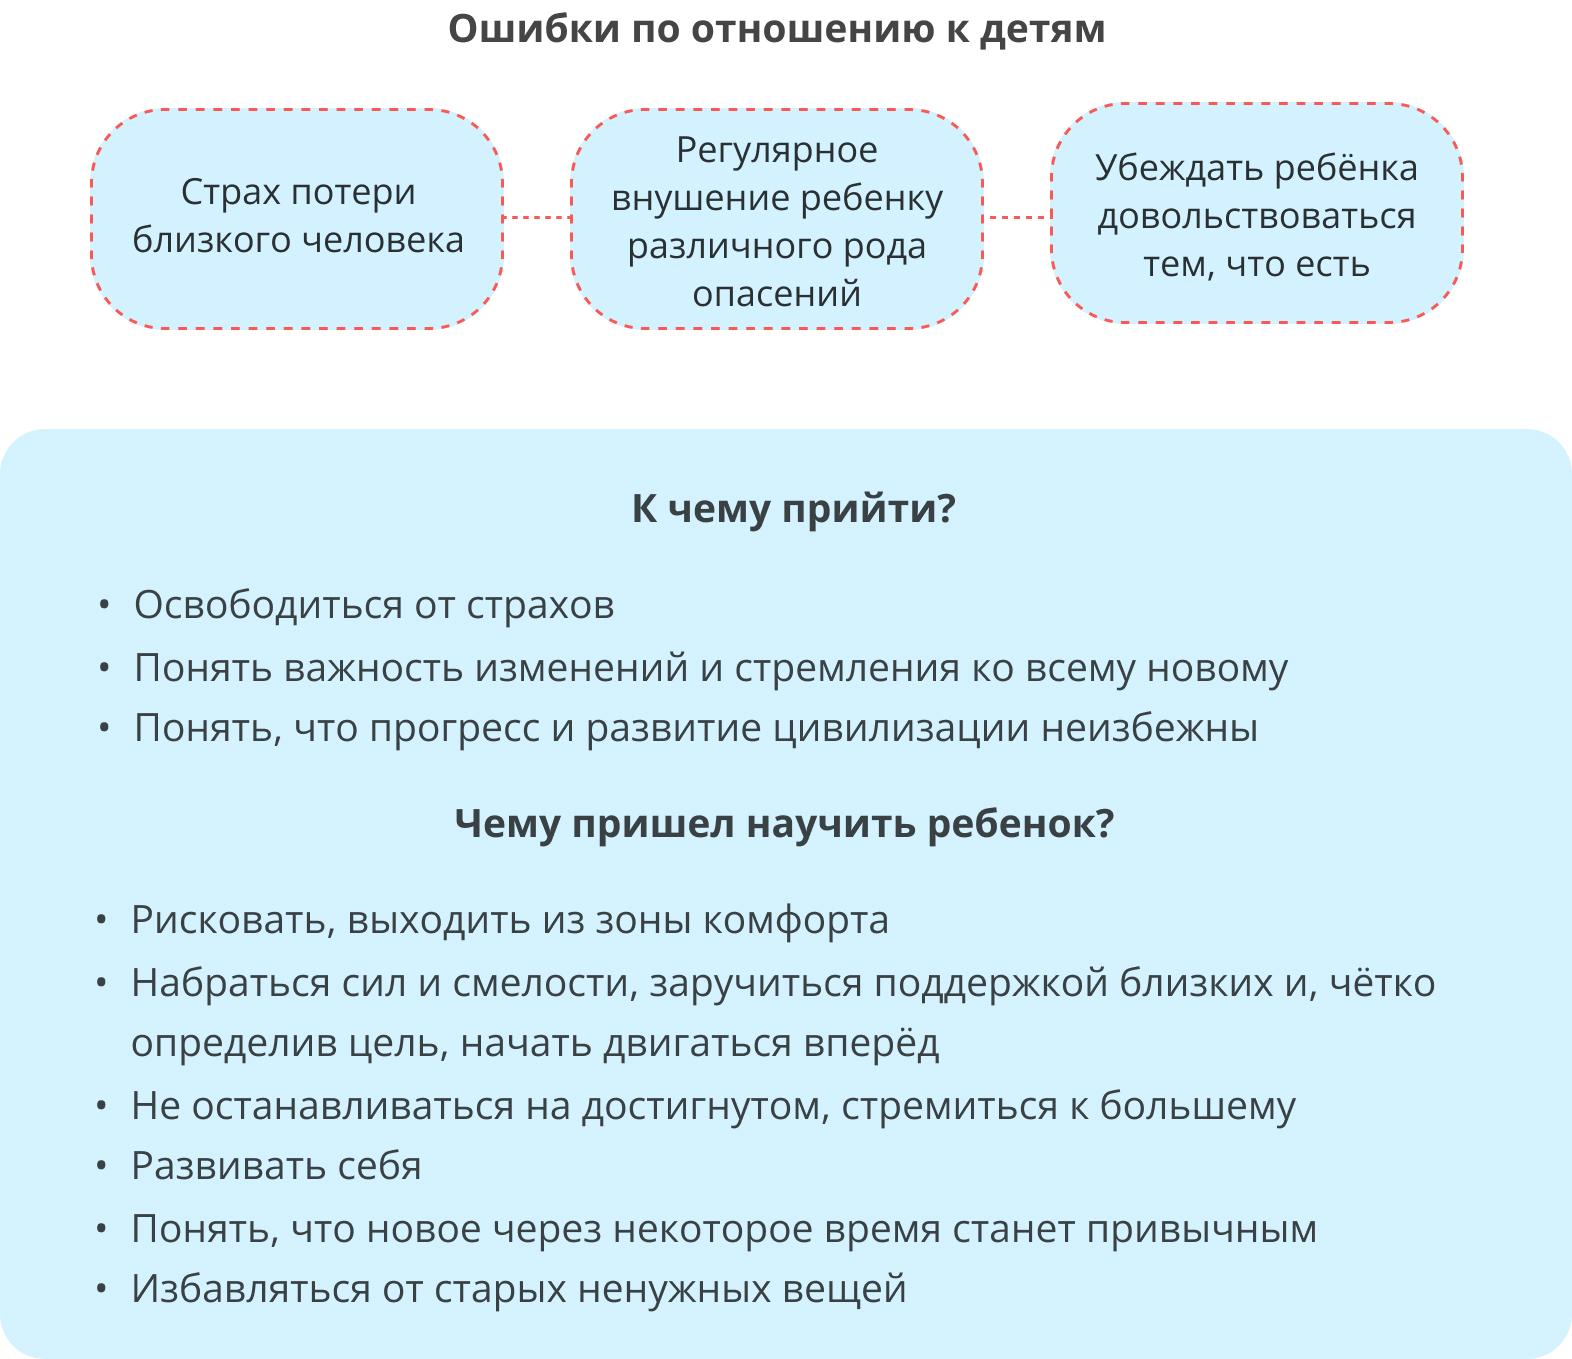 Ошибки по отношению к детям
Страх потери
близкого человека
Регулярное
внушение ребенку
различного рода
опасений
Убеждать ребёнка
довольствоваться
тем, что есть
К чему прийти?
• Освободиться от страхов
• Понять важность изменений и стремления ко всему новому
• Понять, что прогресс и развитие цивилизации неизбежны
Чему пришел научить ребенок?
• Рисковать, выходить из зоны комфорта
• Набраться сил и смелости, заручиться поддержкой близких и, чётко
определив цель, начать двигаться вперёд
• Не останавливаться на достигнутом, стремиться к большему
• Развивать себя
• Понять, что новое через некоторое время станет привычным
• Избавляться от старых ненужных вещей